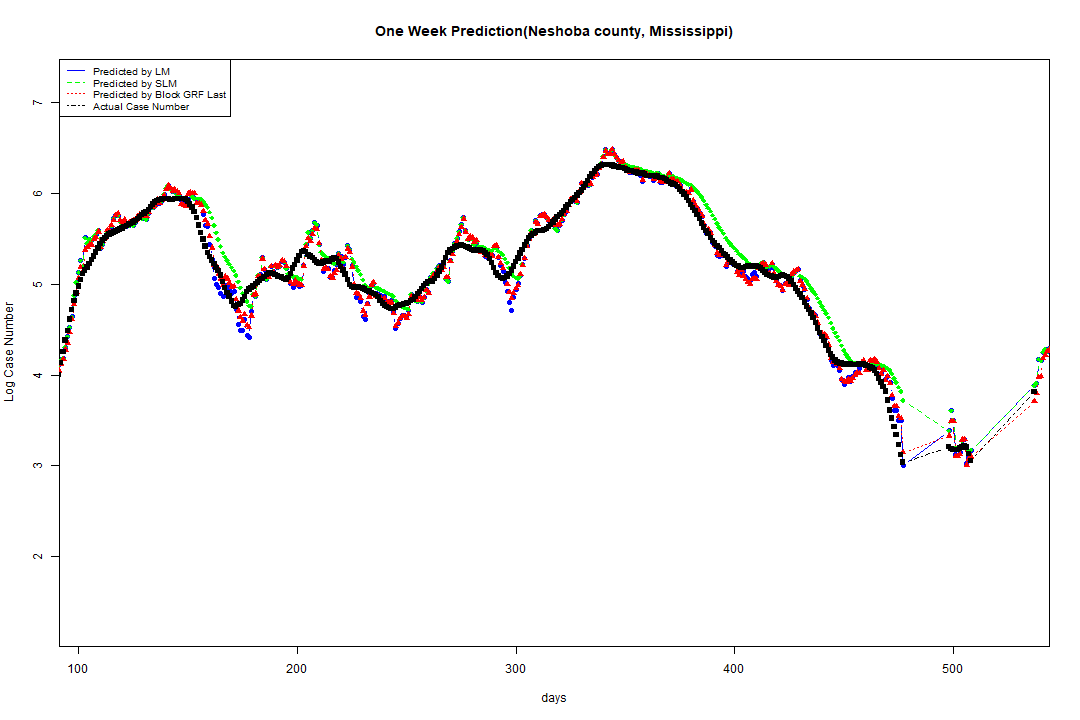 One Week Prediction(Neshoba county, Mississippi)
Predicted by LM
Predicted by SLM
Predicted by Block GRF Last
Actual Case Number
Log Case Number
7
6
5
4
3
2
100 200 300 400 500
days